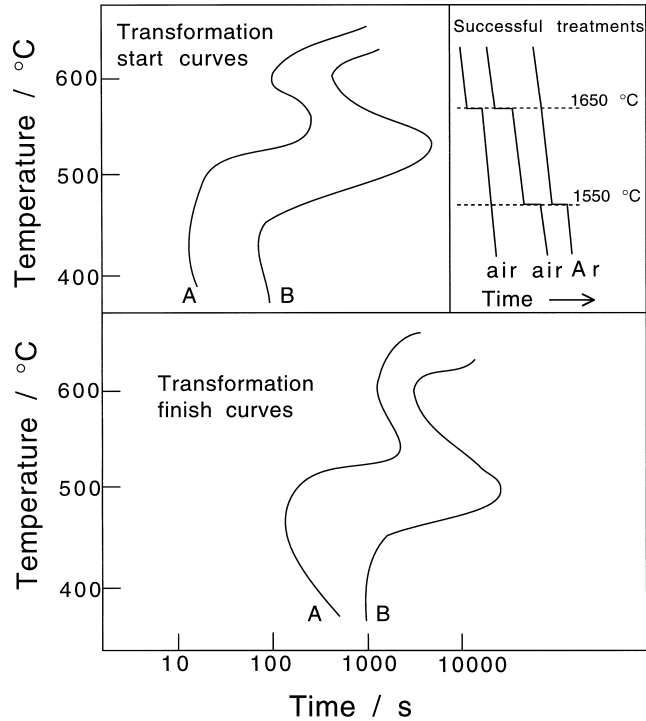 Transformation
start curves
Temperature / °C
600
500
400
A
B
Successful treatments
1650 °C
1550 °C
air air Ar
Time
Transformation
finish curves
Temperature / °C
600
500
400
A
B
10
100
1000
10000
Time / s